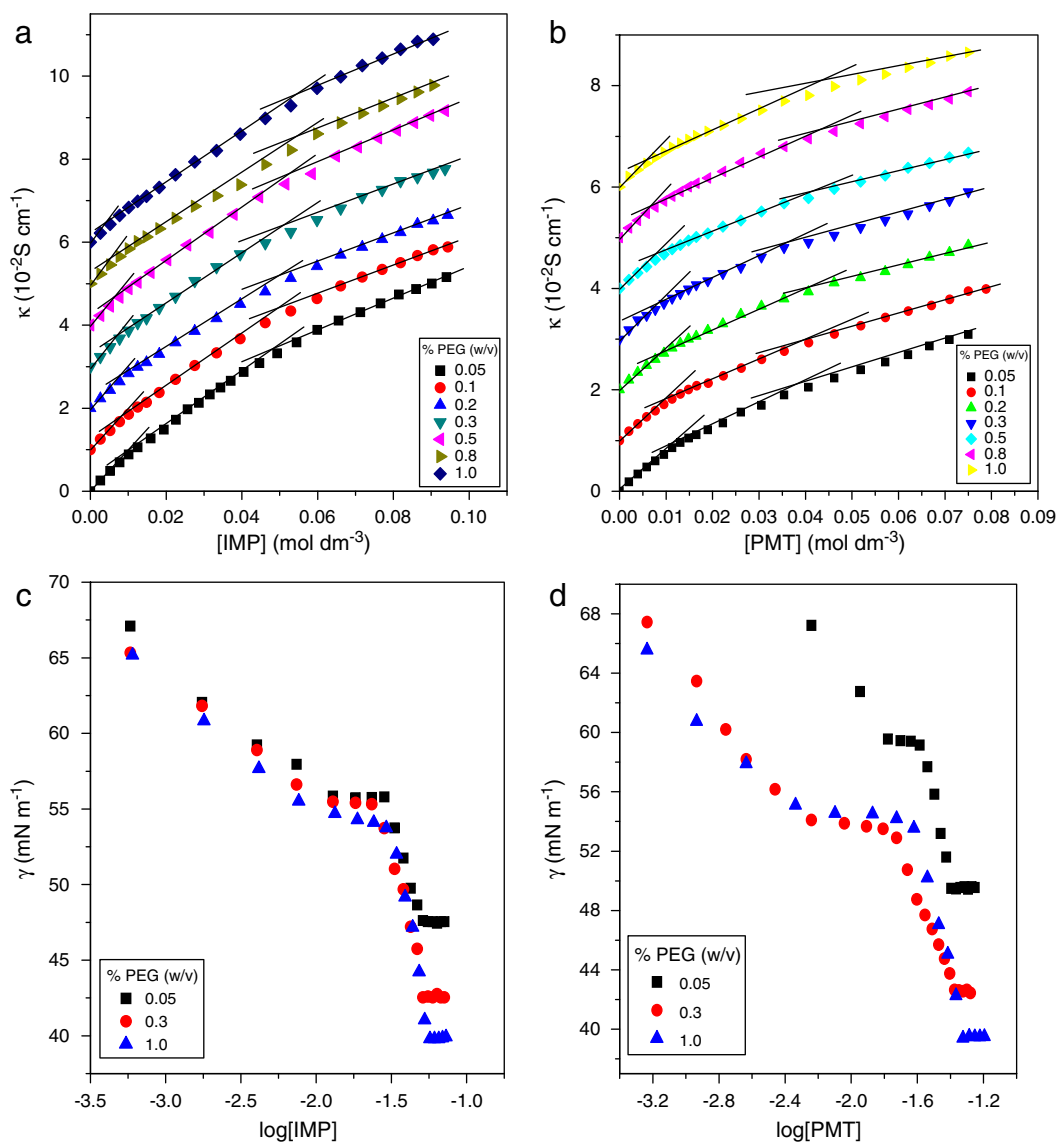 a
κ (10⁻²S cm⁻¹)
10
8
6
4
2
0
0.00 0.02 0.04 0.06 0.08 0.10
[IMP] (mol dm⁻³)
% PEG (w/v)
0.05
0.1
0.2
0.3
0.5
0.8
1.0
b
κ (10⁻²S cm⁻¹)
8
6
4
2
0
0.00 0.01 0.02 0.03 0.04 0.05 0.06 0.07 0.08 0.09
[PMT] (mol dm⁻³)
% PEG (w/v)
0.05
0.1
0.2
0.3
0.5
0.8
1.0
c
γ (mN m⁻¹)
70
65
60
55
50
45
40
-3.5 -3.0 -2.5 -2.0 -1.5 -1.0
log[IMP]
% PEG (w/v)
0.05
0.3
1.0
d
γ (mN m⁻¹)
68
64
60
56
52
48
44
40
-3.2 -2.8 -2.4 -2.0 -1.6 -1.2
log[PMT]
% PEG (w/v)
0.05
0.3
1.0